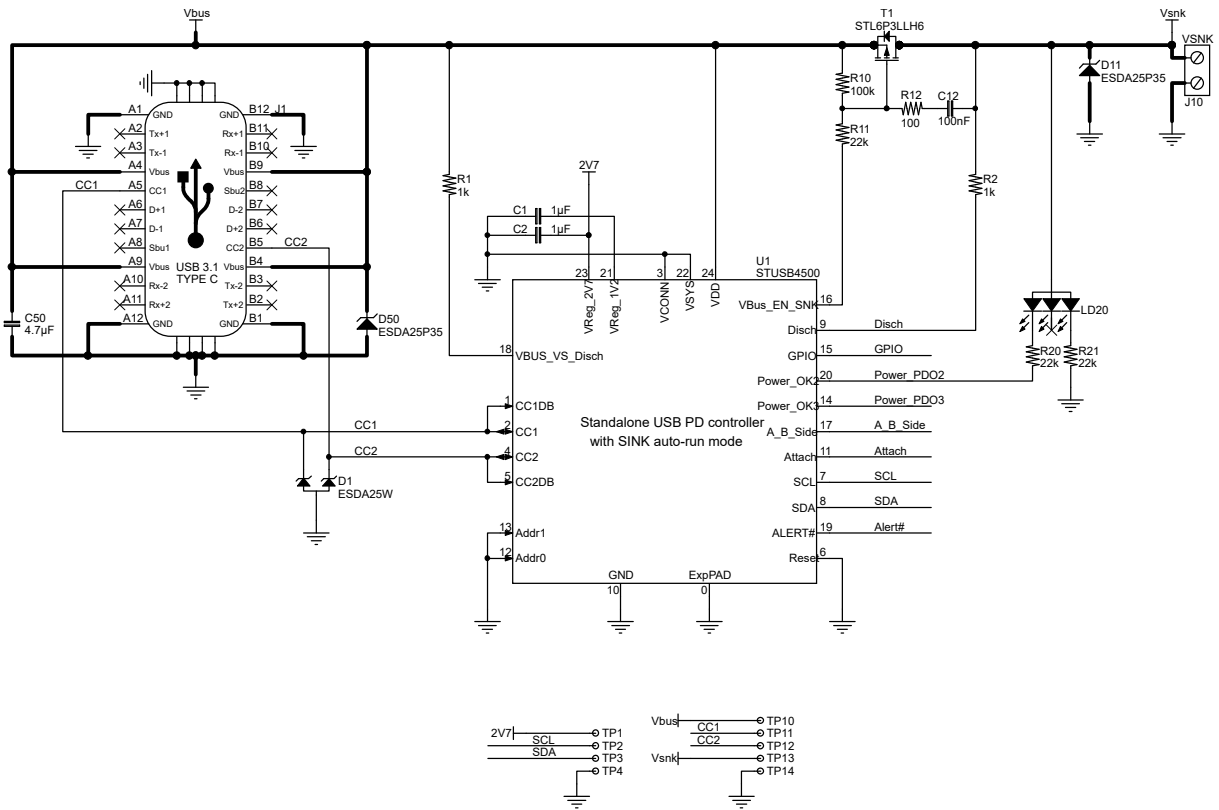 Vbus
T1
STL6P3LLH6
Vsnk
VSNK
J10
D11
ESDA25P35
R10
100k
R12
100
C12
100nF
R11
22k
R2
1k
R1
1k
2V7
C1 1µF
C2 1µF
A1 GND GND B12 J1
A2 Tx+1 Rx+1 B11
A3 Tx-1 Rx-1 B10
A4 Vbus Vbus B9
CC1 A5 CC1 Sbu2 B8
A6 D+1 D-2 B7
A7 D-1 D+2 B6
A8 Sbu1 CC2 B5 CC2
A9 Vbus Vbus B4
A10 Rx-2 Tx-2 B3
A11 Rx+2 Tx+2 B2
A12 GND GND B1
USB 3.1
TYPE C
C50
4.7µF
D50
ESDA25P35
U1
STUSB4500
23 21 3 22 24
VReg_2V7
VReg_1V2
VCONN
VSYS
VDD
VBus_EN_SNK 16
Disch 9 Disch
18 VBUS_VS_Disch
GPIO 15 GPIO
Power_OK2 20 Power_PDO2
Power_OK3 14 Power_PDO3
A_B_Side 17 A_B_Side
Attach 11 Attach
SCL 7 SCL
SDA 8 SDA
ALERT# 19 Alert#
Reset 6
1 CC1DB
CC1 2 CC1
CC2 4 CC2
5 CC2DB
13 Addr1
12 Addr0
Standalone USB PD controller
with SINK auto-run mode
GND
10
ExpPAD
0
D1
ESDA25W
LD20
R20
22k
R21
22k
2V7 TP1
SCL TP2
SDA TP3
TP4
Vbus TP10
CC1 TP11
CC2 TP12
Vsnk TP13
TP14